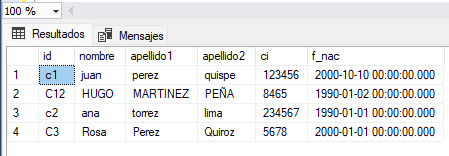 100 %
Resultados Mensajes
id nombre apellido1 apellido2 ci f_nac
1 c1 juan perez quispe 123456 2000-10-10 00:00:00.000
2 C12 HUGO MARTINEZ PEÑA 8465 1990-01-02 00:00:00.000
3 c2 ana torrez lima 234567 1990-01-01 00:00:00.000
4 C3 Rosa Perez Quiroz 5678 2000-01-01 00:00:00.000